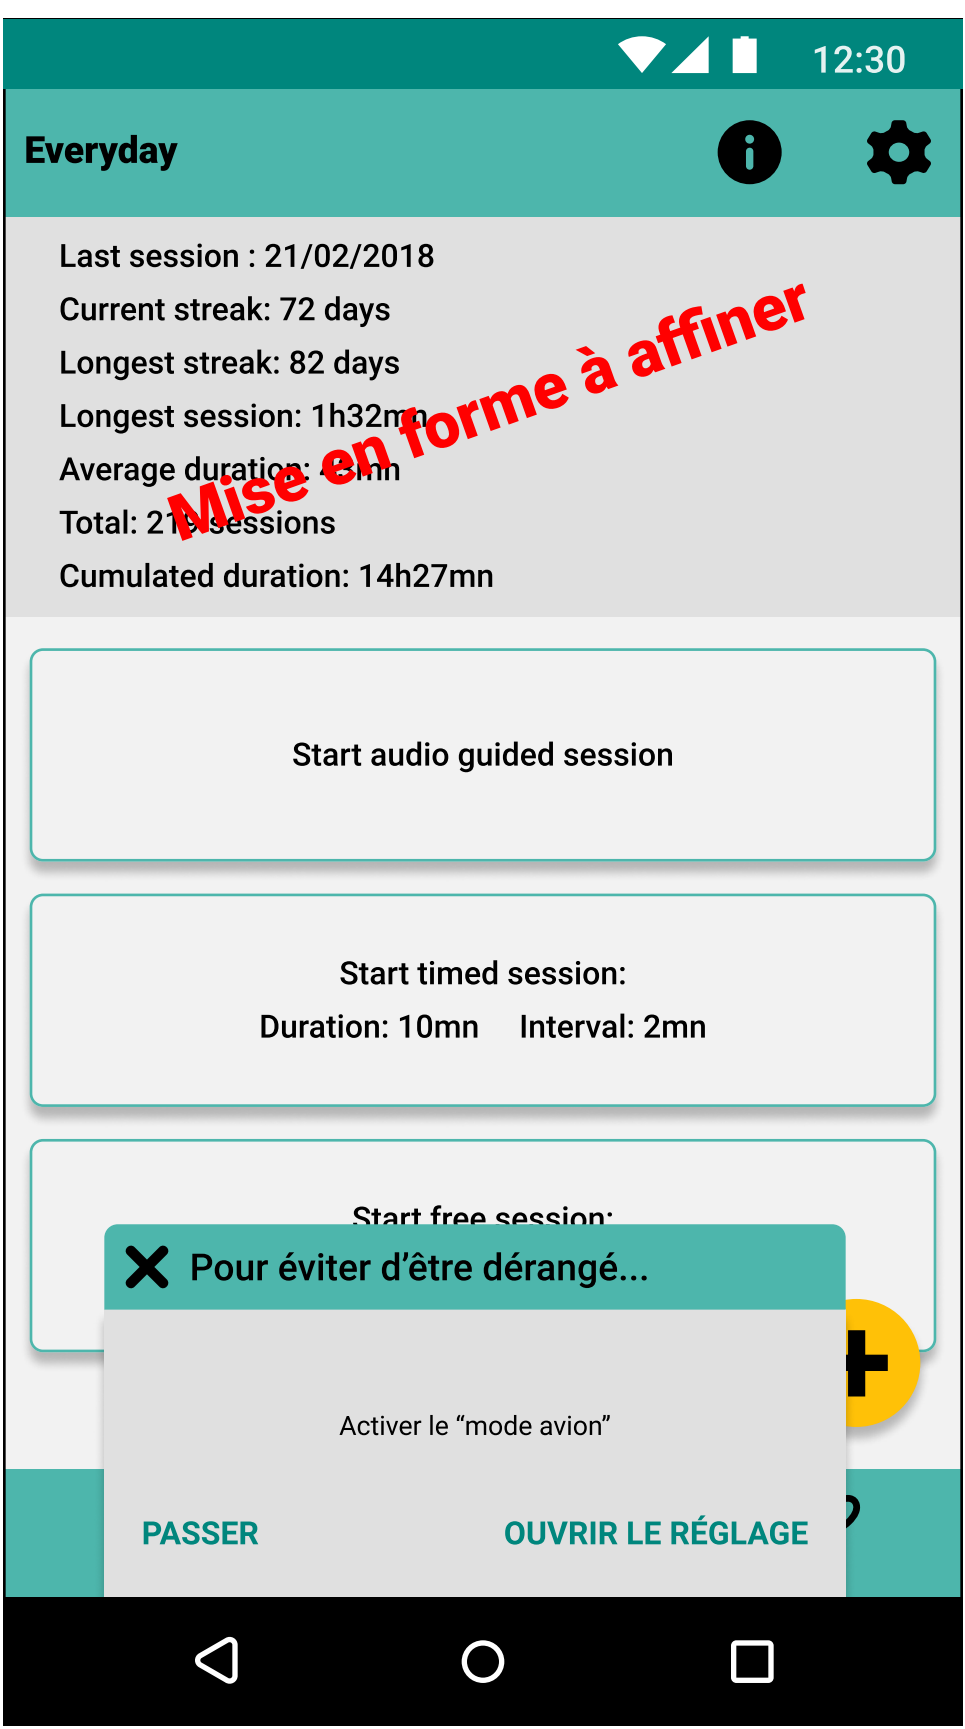 12:30
Everyday
Last session : 21/02/2018
Current streak: 72 days
Longest streak: 82 days
Longest session: 1h32mn
Average duration: 43mn
Total: 219 sessions
Cumulated duration: 14h27mn
Mise en forme à affiner
Start audio guided session
Start timed session:
Duration: 10mn Interval: 2mn
Start free session:
Pour éviter d’être dérangé...
Activer le “mode avion”
PASSER OUVRIR LE RÉGLAGE